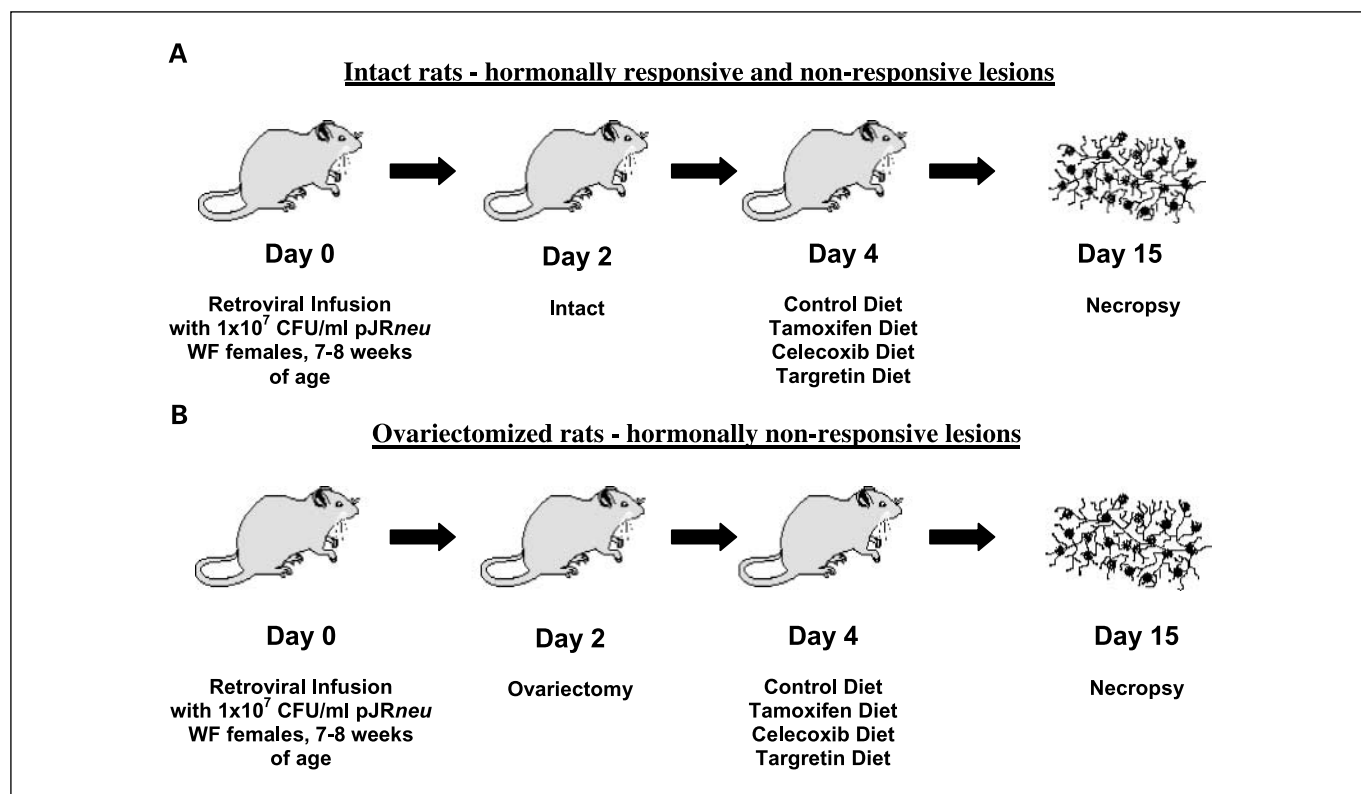 A
Intact rats - hormonally responsive and non-responsive lesions
Day 0
Retroviral Infusion
with 1x10⁷ CFU/ml pJRneu
WF females, 7-8 weeks
of age
Day 2
Intact
Day 4
Control Diet
Tamoxifen Diet
Celecoxib Diet
Targretin Diet
Day 15
Necropsy
B
Ovariectomized rats - hormonally non-responsive lesions
Day 0
Retroviral Infusion
with 1x10⁷ CFU/ml pJRneu
WF females, 7-8 weeks
of age
Day 2
Ovariectomy
Day 4
Control Diet
Tamoxifen Diet
Celecoxib Diet
Targretin Diet
Day 15
Necropsy